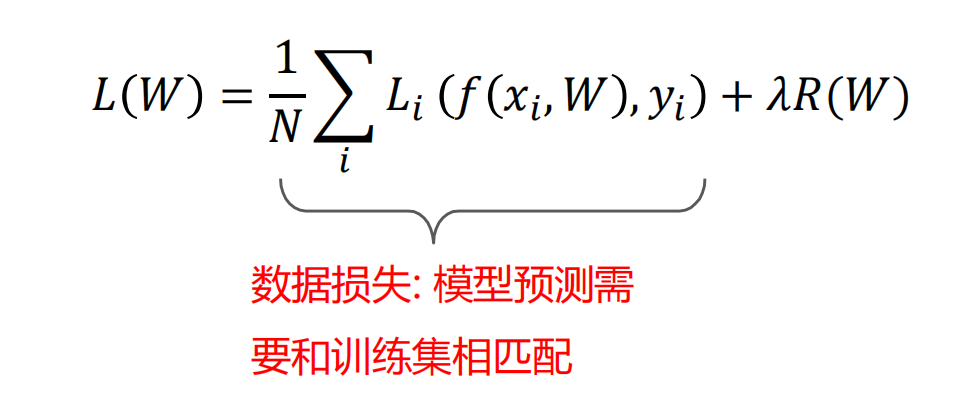 L(W) = 1/N ∑_i L_i (f(x_i, W), y_i) + λR(W)
数据损失: 模型预测需
要和训练集相匹配